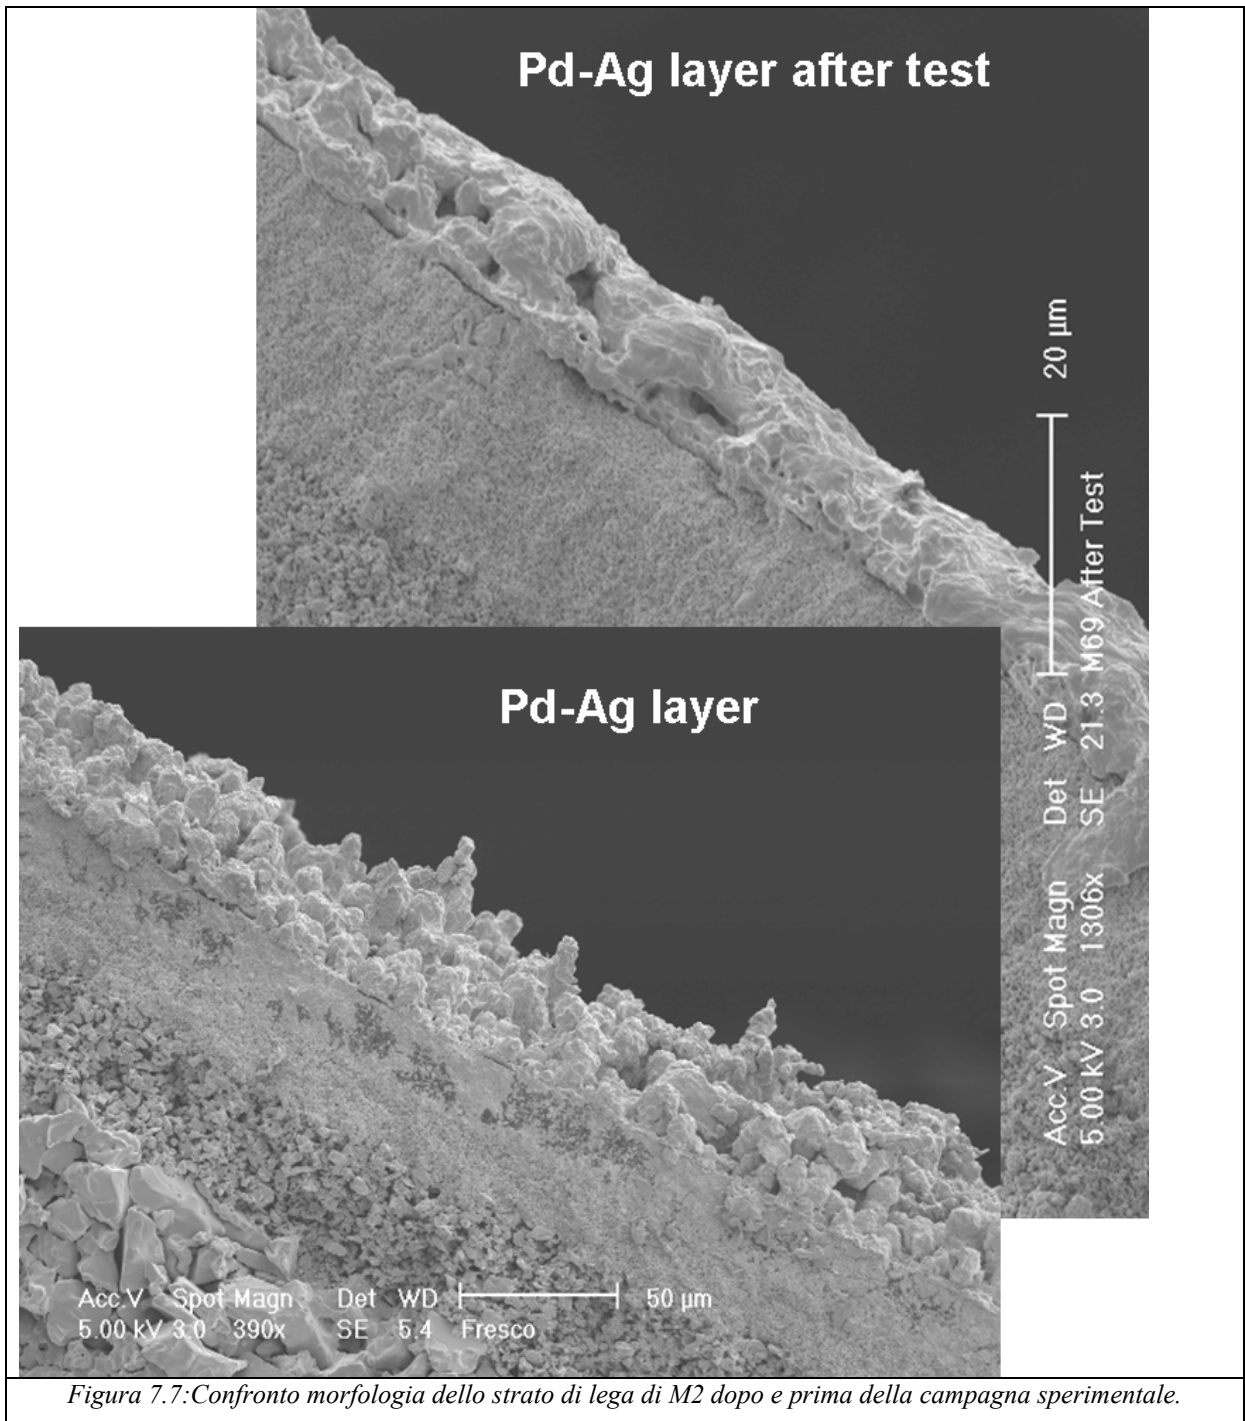 Pd-Ag layer after test
20 µm
Acc.V Spot Magn Det WD
5.00 kV 3.0 1306x SE 21.3 M69 After Test
Pd-Ag layer
Acc.V Spot Magn Det WD 50 µm
5.00 kV 3.0 390x SE 5.4 Fresco
Figura 7.7:Confronto morfologia dello strato di lega di M2 dopo e prima della campagna sperimentale.